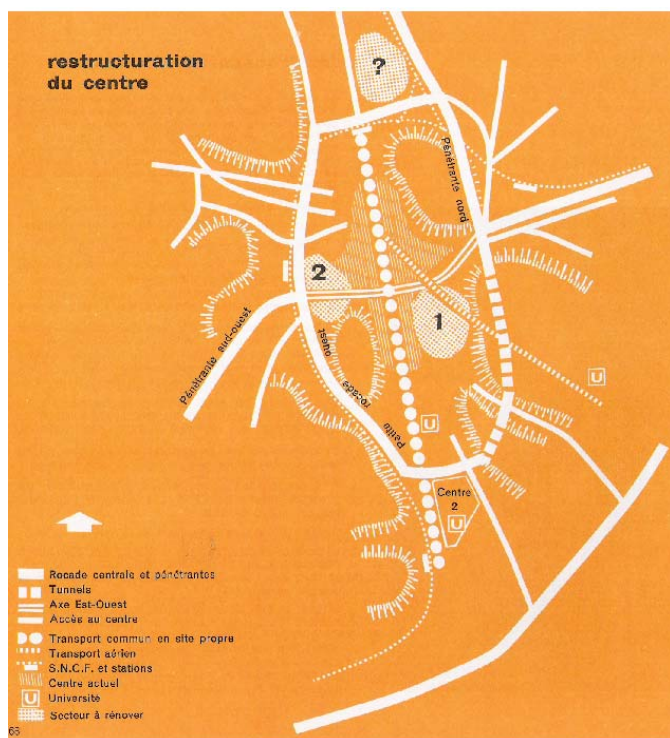 restructuration
du centre
?
Pénétrante nord
2
1
Pénétrante sud-ouest
Petite rocade ouest
U
U
Centre
2
U
Rocade centrale et pénétrantes
Tunnels
Axe Est-Ouest
Accès au centre
Transport commun en site propre
Transport aérien
S.N.C.F. et stations
Centre actuel
U
Université
Secteur à rénover
63